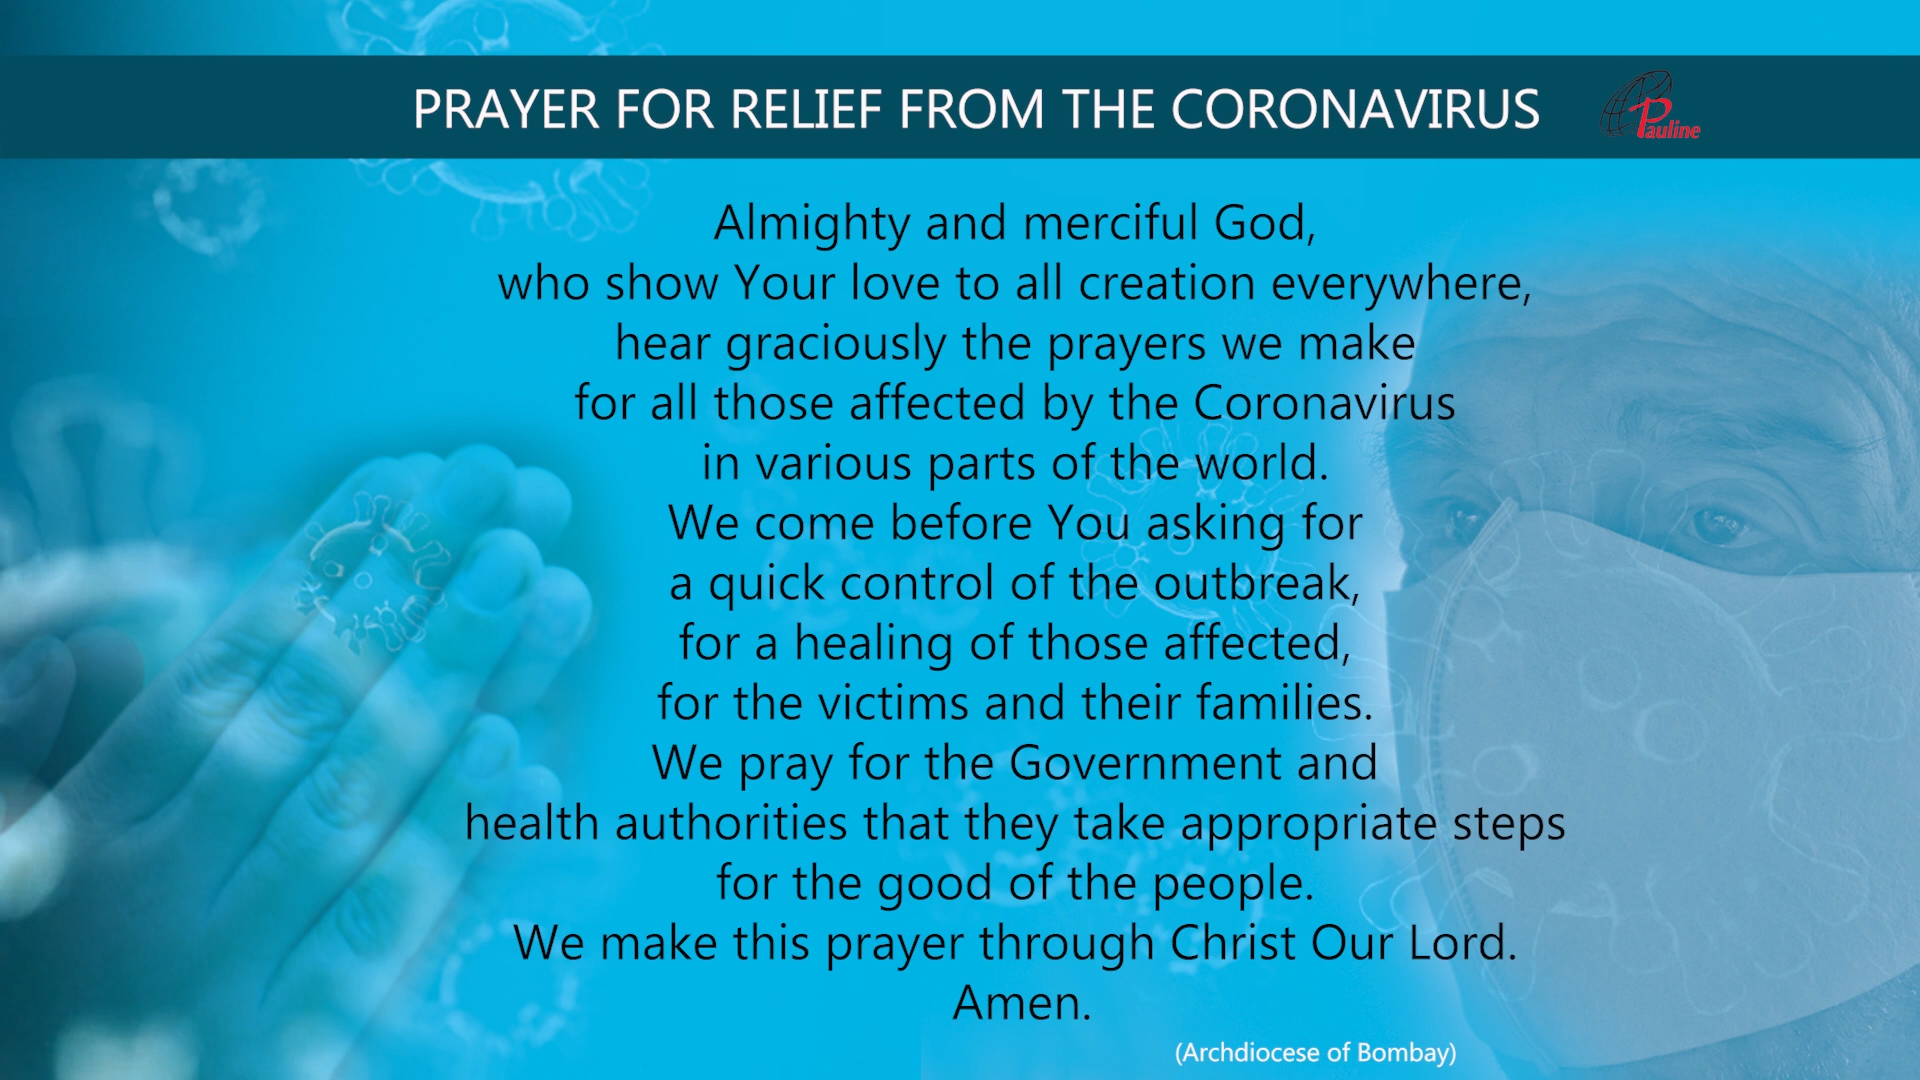 PRAYER FOR RELIEF FROM THE CORONAVIRUS
Pauline
Almighty and merciful God,
who show Your love to all creation everywhere,
hear graciously the prayers we make
for all those affected by the Coronavirus
in various parts of the world.
We come before You asking for
a quick control of the outbreak,
for a healing of those affected,
for the victims and their families.
We pray for the Government and
health authorities that they take appropriate steps
for the good of the people.
We make this prayer through Christ Our Lord.
Amen.
(Archdiocese of Bombay)